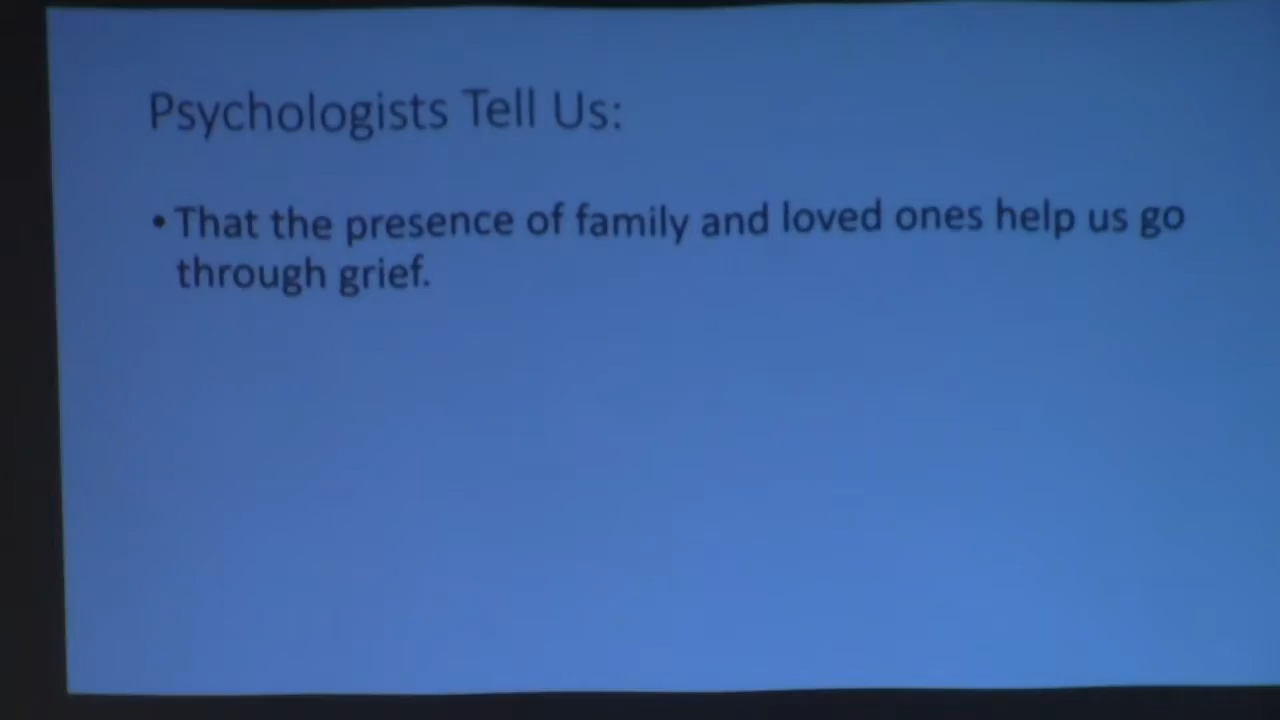 Psychologists Tell Us:
• That the presence of family and loved ones help us go
through grief.